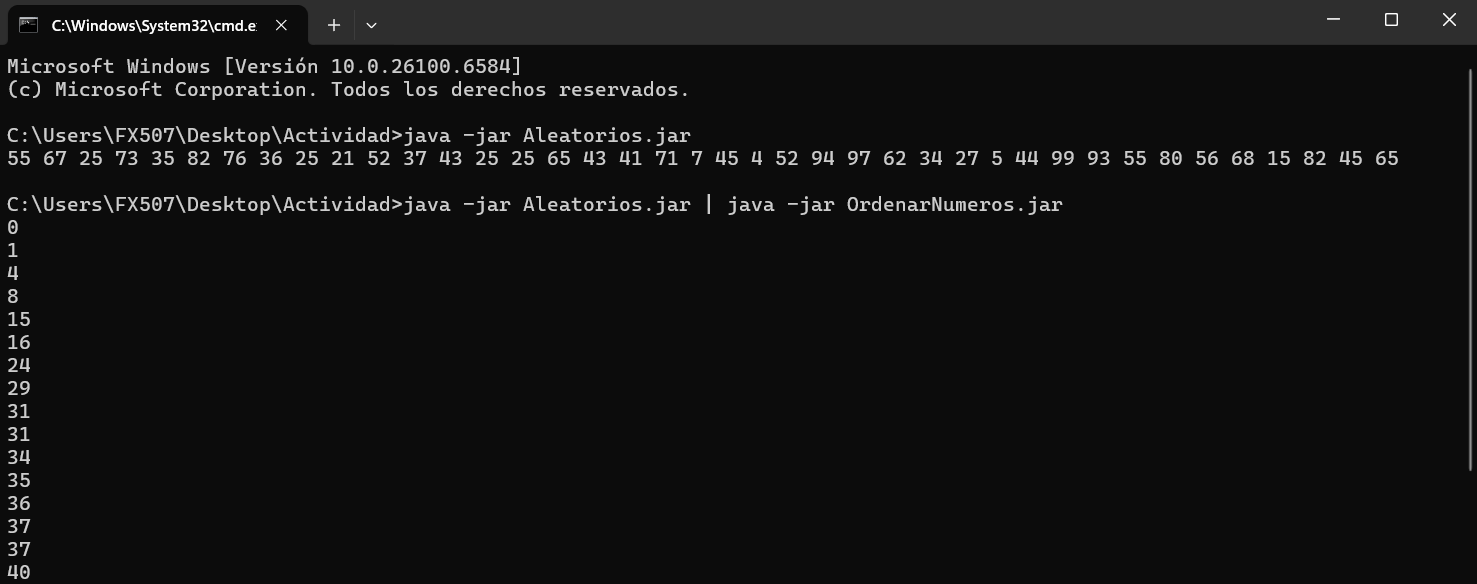 C:\Windows\System32\cmd.e
Microsoft Windows [Versión 10.0.26100.6584]
(c) Microsoft Corporation. Todos los derechos reservados.
C:\Users\FX507\Desktop\Actividad>java -jar Aleatorios.jar
55 67 25 73 35 82 76 36 25 21 52 37 43 25 25 65 43 41 71 7 45 4 52 94 97 62 34 27 5 44 99 93 55 80 56 68 15 82 45 65
C:\Users\FX507\Desktop\Actividad>java -jar Aleatorios.jar | java -jar OrdenarNumeros.jar
0
1
4
8
15
16
24
29
31
31
34
35
36
37
37
40